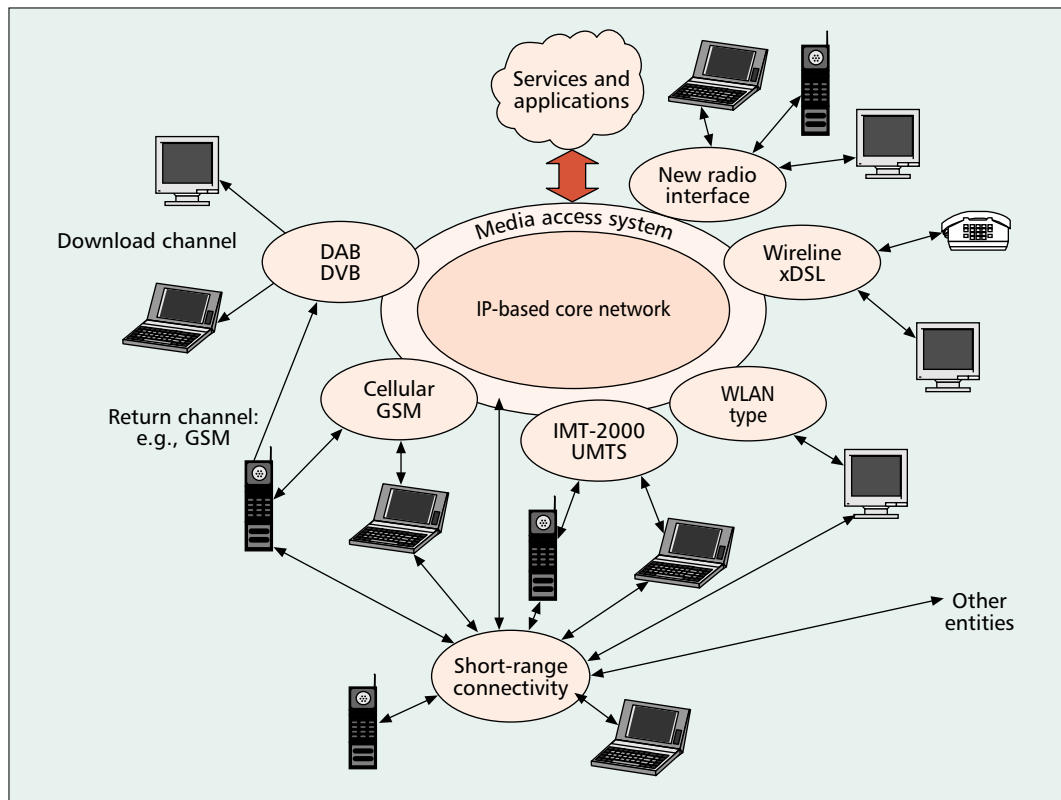 Services and
applications
New radio
interface
Media access system
Download channel
DAB
DVB
Wireline
xDSL
IP-based core network
Cellular
GSM
WLAN
type
Return channel:
e.g., GSM
IMT-2000
UMTS
Other
entities
Short-range
connectivity